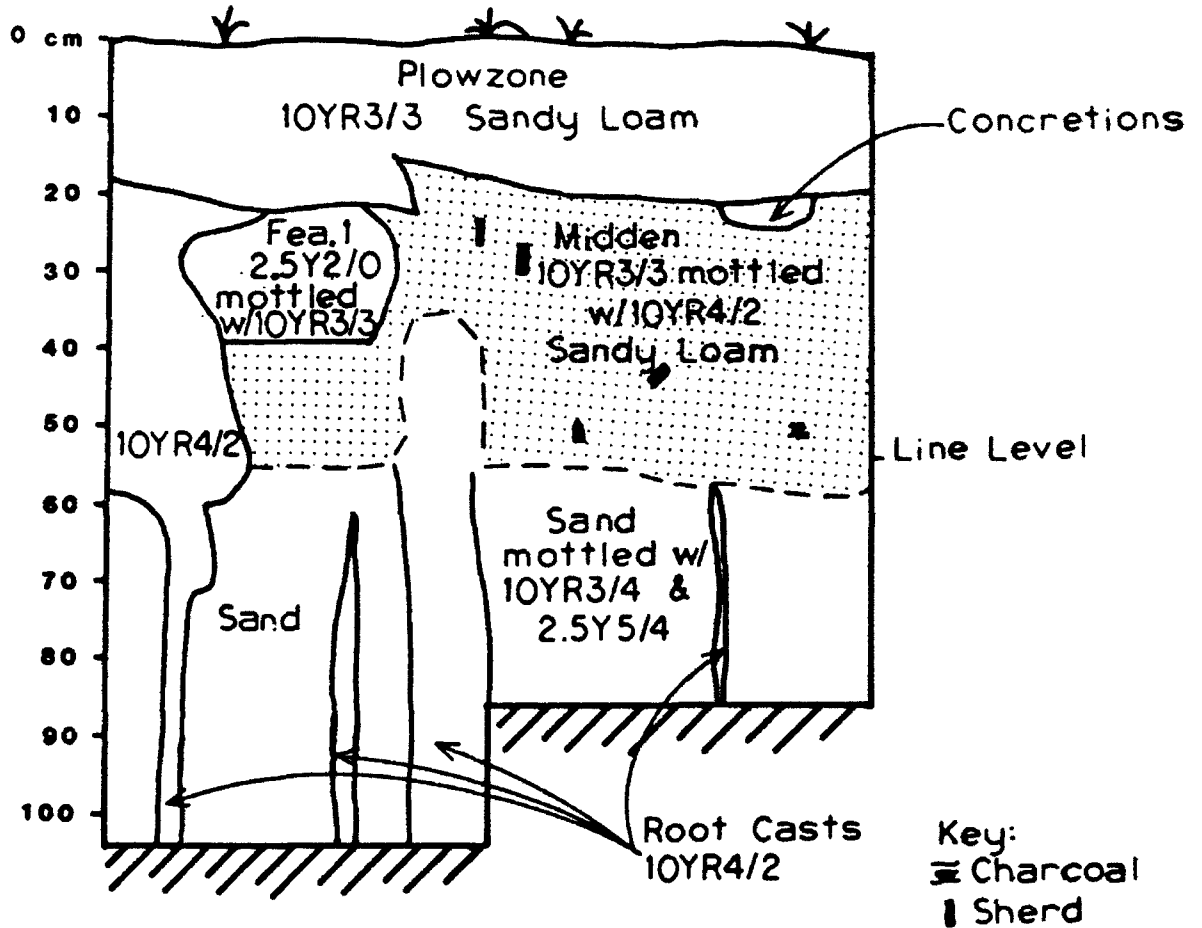 0 cm
10
20
30
40
50
60
70
80
90
100
Plowzone
10YR3/3 Sandy Loam
Concretions
Fea.1
2.5Y2/0
mottled
w/10YR3/3
Midden
10YR3/3 mottled
w/10YR4/2
Sandy Loam
10YR4/2
Line Level
Sand
Sand
mottled w/
10YR3/4 &
2.5Y5/4
Root Casts
10YR4/2
Key:
Charcoal
Sherd